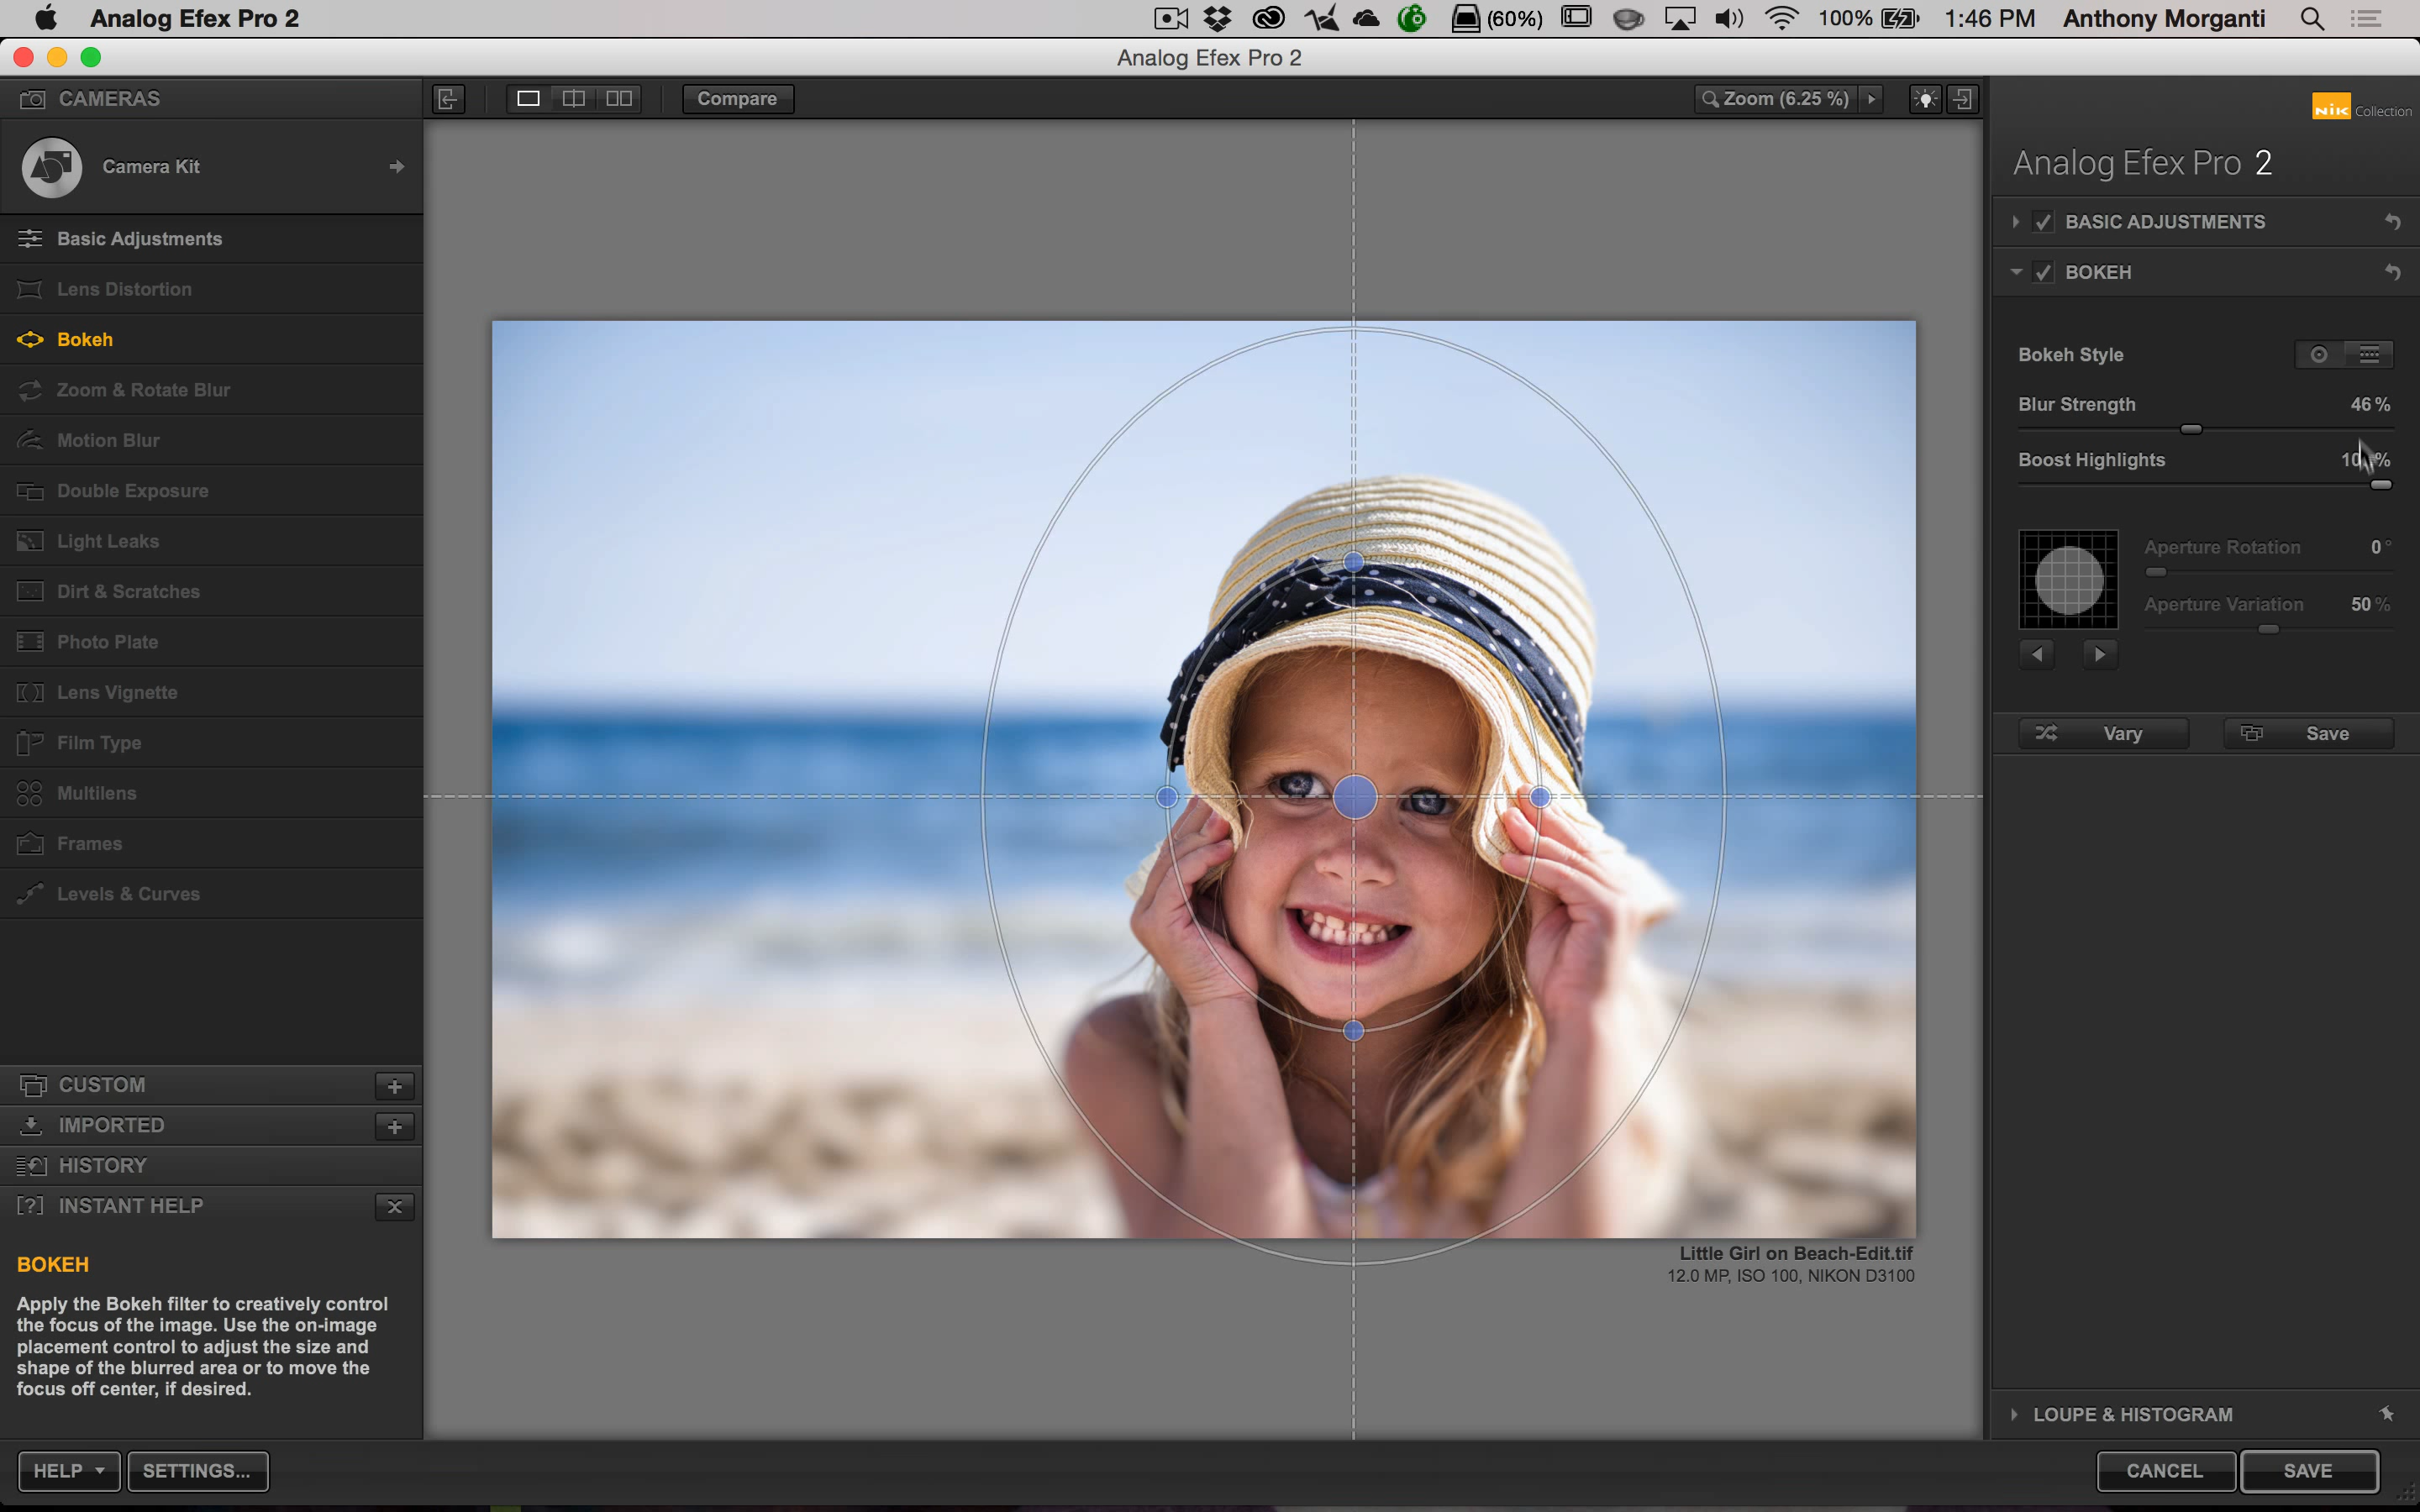 Analog Efex Pro 2
(60%)
100%
1:46 PM
Anthony Morganti
Analog Efex Pro 2
CAMERAS
Compare
Zoom (6.25 %)
Nik Collection
Camera Kit
Analog Efex Pro 2
Basic Adjustments
Lens Distortion
Bokeh
Zoom & Rotate Blur
Motion Blur
Double Exposure
Light Leaks
Dirt & Scratches
Photo Plate
Lens Vignette
Film Type
Multilens
Frames
Levels & Curves
CUSTOM
IMPORTED
HISTORY
[?] INSTANT HELP
BOKEH
Apply the Bokeh filter to creatively control
the focus of the image. Use the on-image
placement control to adjust the size and
shape of the blurred area or to move the
focus off center, if desired.
HELP
SETTINGS...
Little Girl on Beach-Edit.tif
12.0 MP, ISO 100, NIKON D3100
BASIC ADJUSTMENTS
BOKEH
Bokeh Style
Blur Strength 46 %
Boost Highlights
Aperture Rotation 0 °
Aperture Variation 50 %
Vary
Save
LOUPE & HISTOGRAM
CANCEL
SAVE